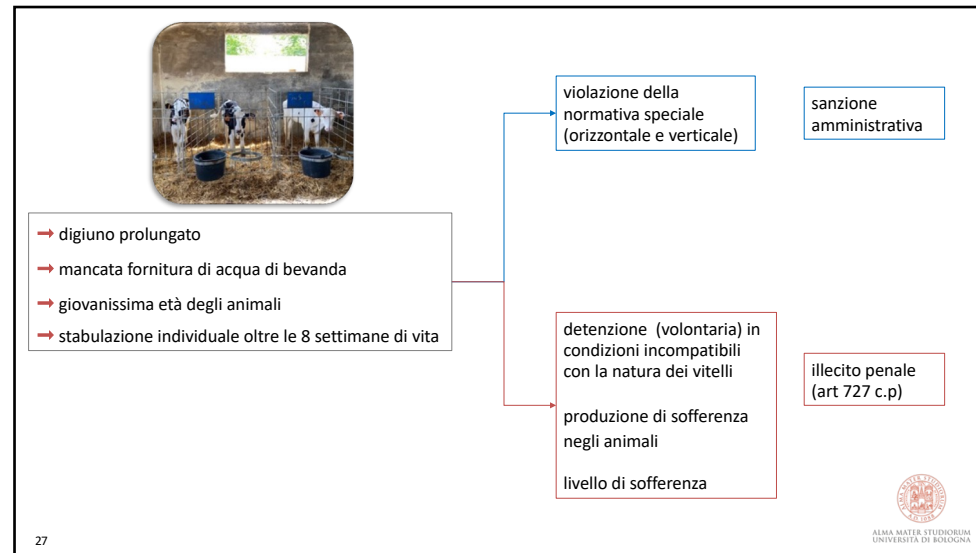 → digiuno prolungato
→ mancata fornitura di acqua di bevanda
→ giovanissima età degli animali
→ stabulazione individuale oltre le 8 settimane di vita
violazione della
normativa speciale
(orizzontale e verticale)
sanzione
amministrativa
detenzione (volontaria) in
condizioni incompatibili
con la natura dei vitelli
produzione di sofferenza
negli animali
livello di sofferenza
illecito penale
(art 727 c.p)
27
ALMA MATER STUDIORUM
UNIVERSITÀ DI BOLOGNA